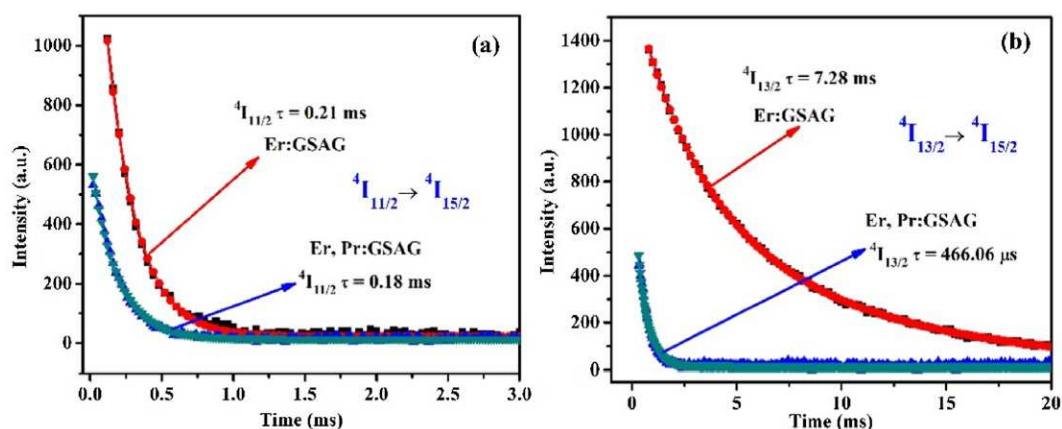 (a)
1000
800
600
400
200
0
Intensity (a.u.)
⁴I₁₁/₂ τ = 0.21 ms
Er:GSAG
⁴I₁₁/₂ → ⁴I₁₅/₂
Er, Pr:GSAG
⁴I₁₁/₂ τ = 0.18 ms
0.0 0.5 1.0 1.5 2.0 2.5 3.0
Time (ms)
(b)
1400
1200
1000
800
600
400
200
0
Intensity (a.u.)
⁴I₁₃/₂ τ = 7.28 ms
Er:GSAG
⁴I₁₃/₂ → ⁴I₁₅/₂
Er, Pr:GSAG
⁴I₁₃/₂ τ = 466.06 μs
0 5 10 15 20
Time (ms)